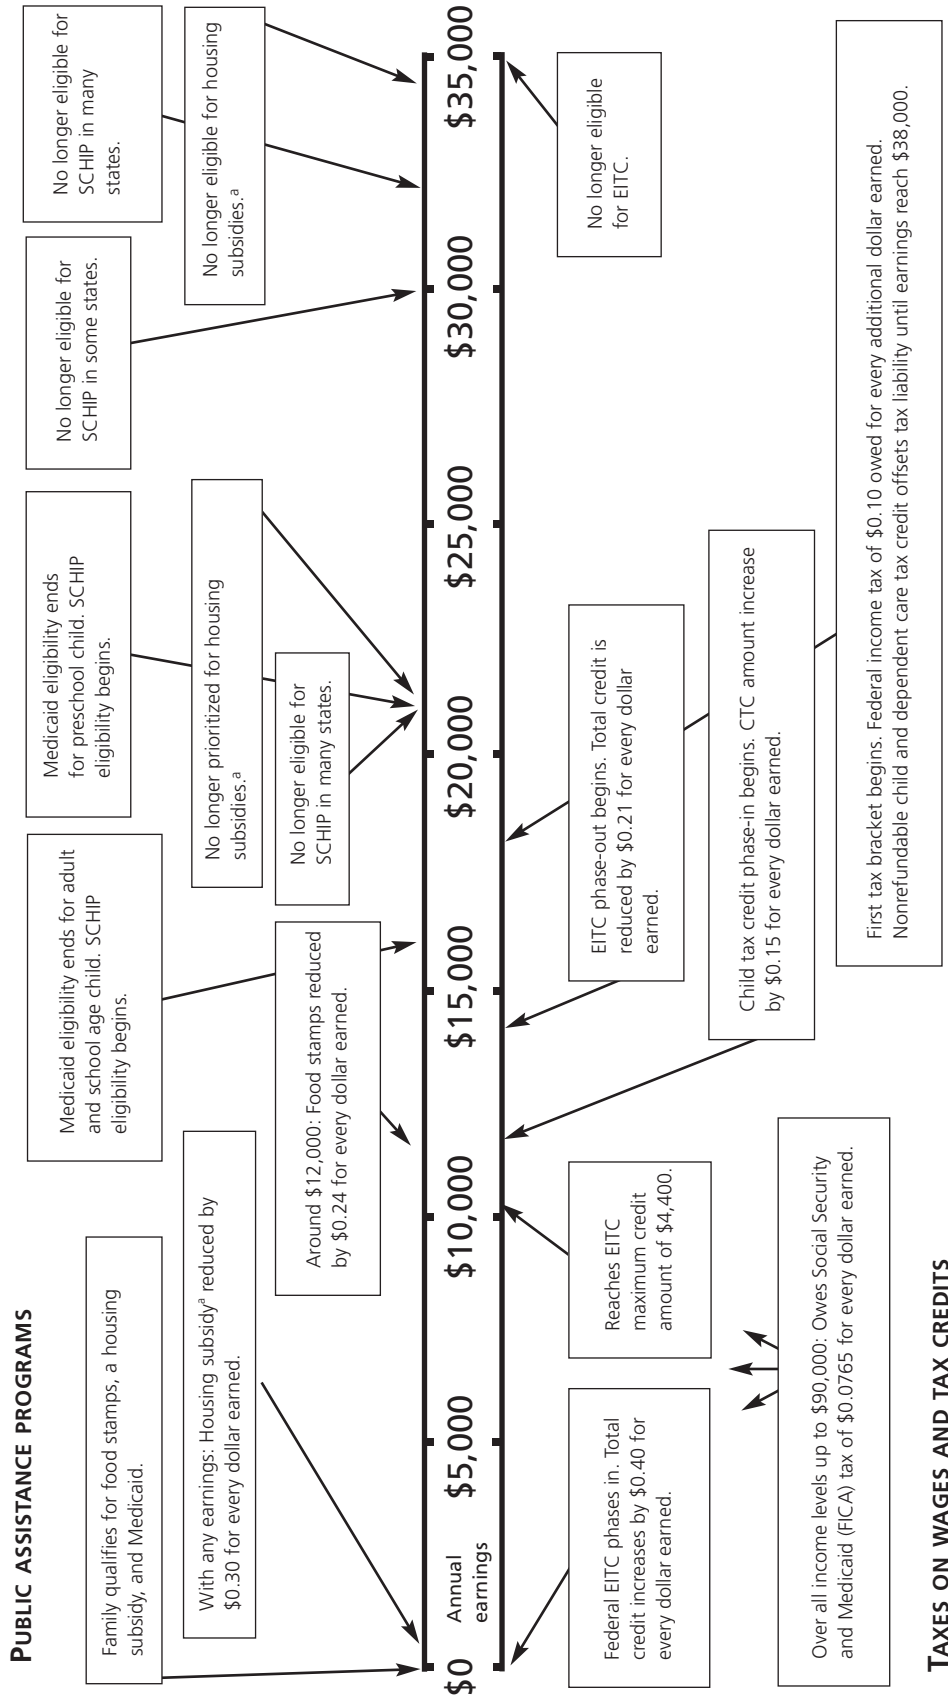 PUBLIC ASSISTANCE PROGRAMS
Family qualifies for food stamps, a housing
subsidy, and Medicaid.
With any earnings: Housing subsidyª reduced by
$0.30 for every dollar earned.
Around $12,000: Food stamps reduced
by $0.24 for every dollar earned.
Medicaid eligibility ends for adult
and school age child. SCHIP
eligibility begins.
Medicaid eligibility ends
for preschool child. SCHIP
eligibility begins.
No longer prioritized for housing
subsidies.ª
No longer eligible for
SCHIP in many states.
No longer eligible for
SCHIP in some states.
No longer eligible for
SCHIP in many
states.
No longer eligible for housing
subsidies.ª
$0
Annual
earnings
$5,000
$10,000
$15,000
$20,000
$25,000
$30,000
$35,000
Federal EITC phases in. Total
credit increases by $0.40 for
every dollar earned.
Reaches EITC
maximum credit
amount of $4,400.
EITC phase-out begins. Total credit is
reduced by $0.21 for every dollar
earned.
No longer eligible
for EITC.
Child tax credit phase-in begins. CTC amount increase
by $0.15 for every dollar earned.
Over all income levels up to $90,000: Owes Social Security
and Medicaid (FICA) tax of $0.0765 for every dollar earned.
First tax bracket begins. Federal income tax of $0.10 owed for every additional dollar earned.
Nonrefundable child and dependent care tax credit offsets tax liability until earnings reach $38,000.
TAXES ON WAGES AND TAX CREDITS